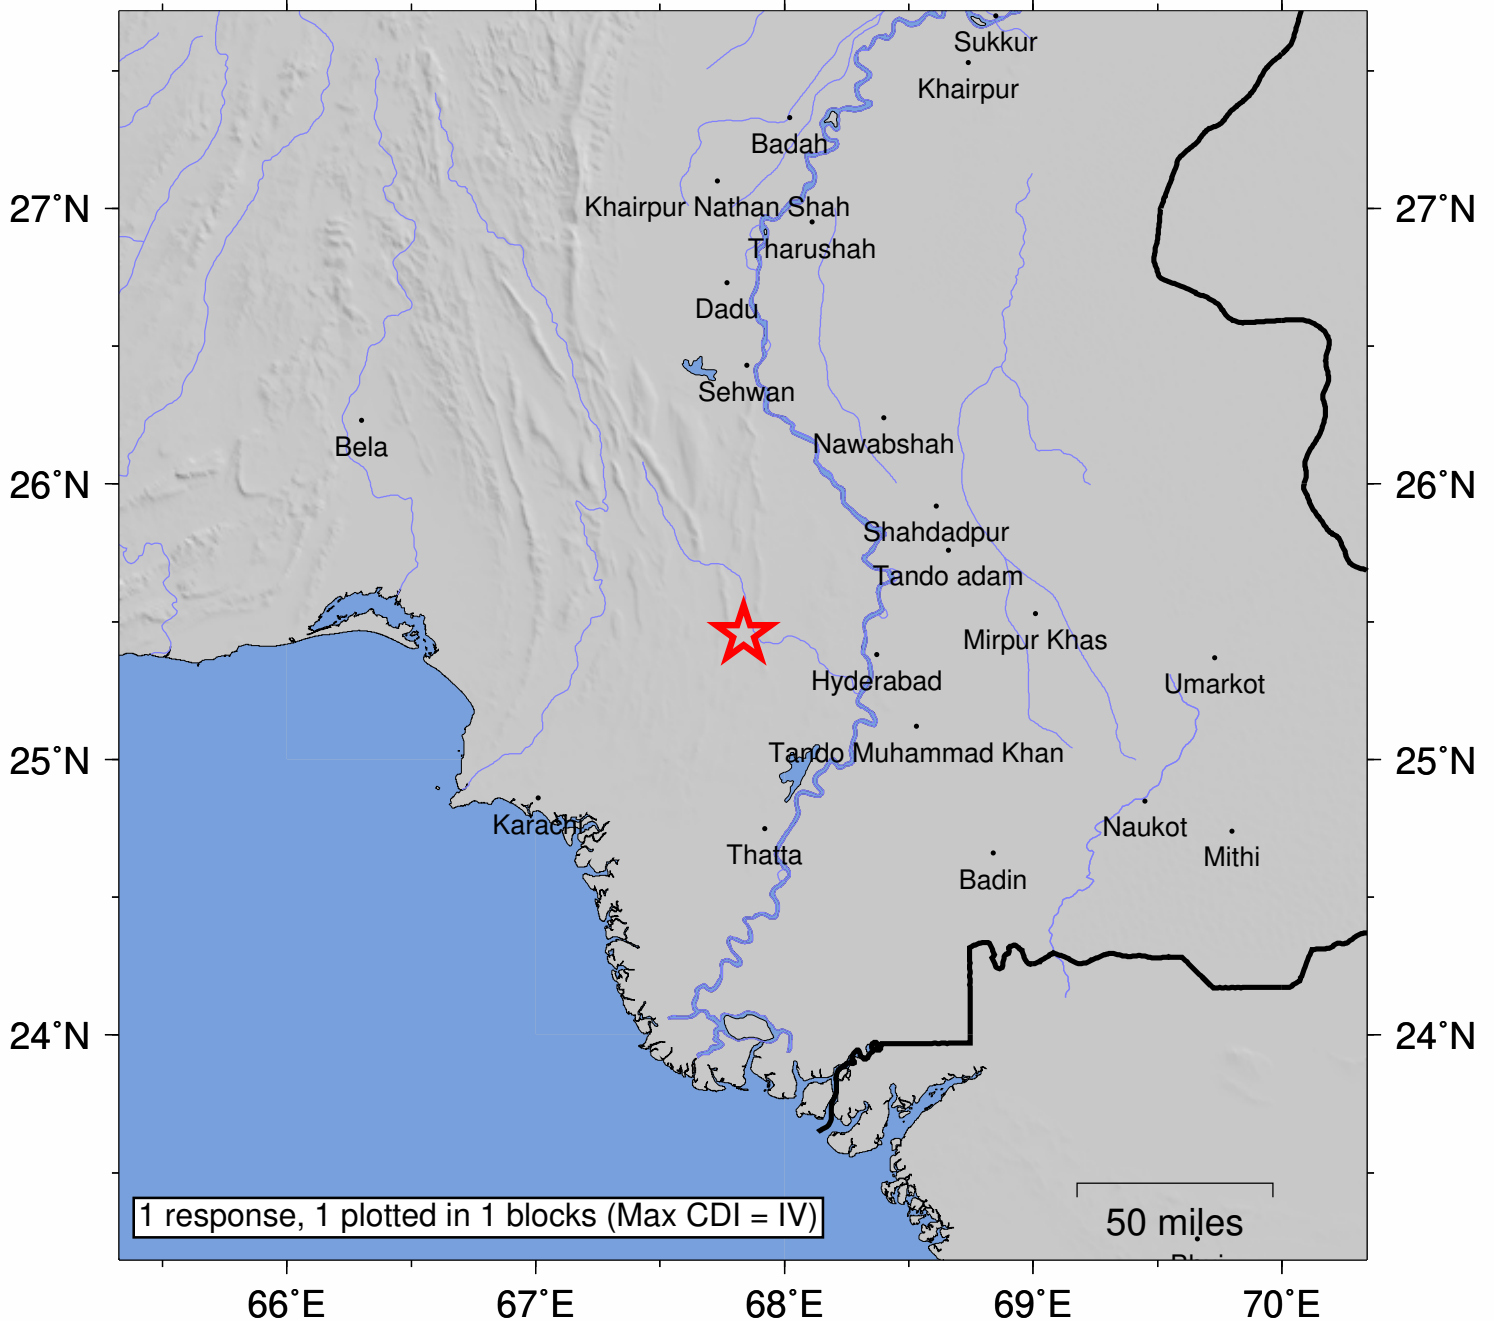 Sukkur
Khairpur
Badah
27°N
Khairpur Nathan Shah
27°N
Tharushah
Dadu
Sehwan
Nawabshah
Bela
26°N
26°N
Shahdadpur
Tando adam
Mirpur Khas
Hyderabad
Umarkot
25°N
Tando Muhammad Khan
25°N
Karachi
Naukot
Thatta
Mithi
Badin
24°N
24°N
1 response, 1 plotted in 1 blocks (Max CDI = IV)
50 miles
66°E
67°E
68°E
69°E
70°E